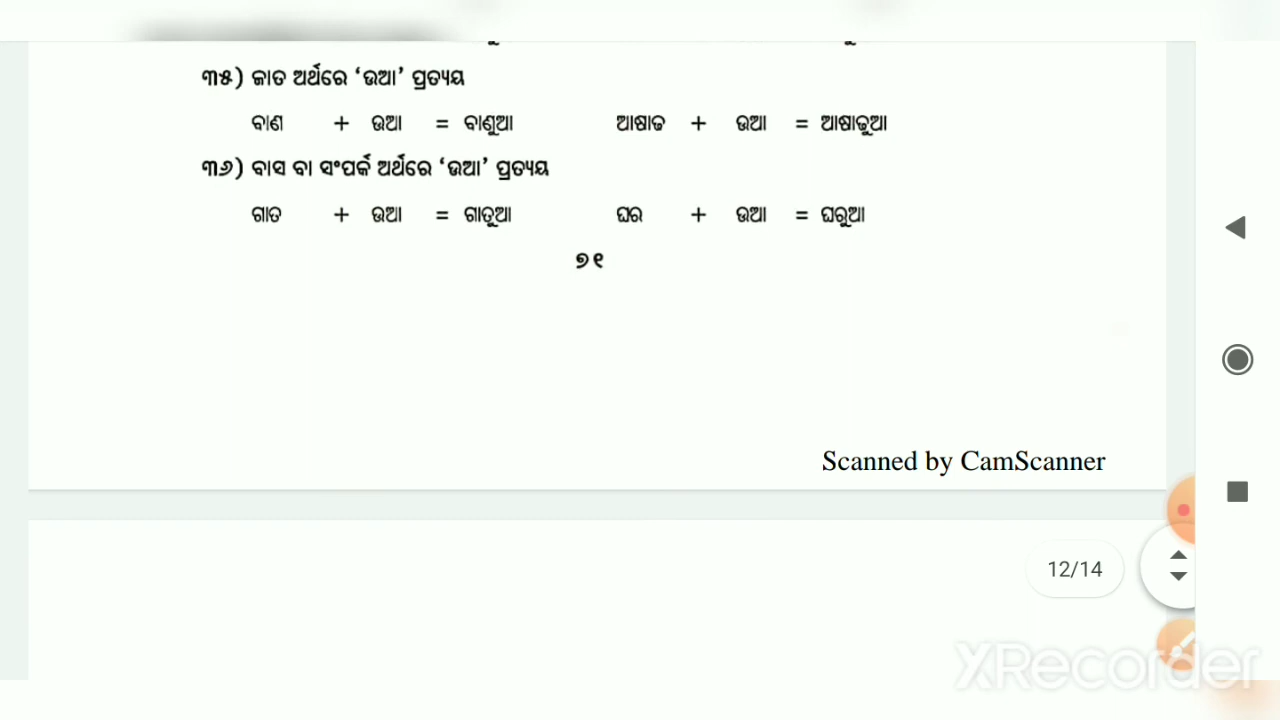 ୩୫) ଜାତ ଅର୍ଥରେ ‘ଉଆ’ ପ୍ରତ୍ୟୟ
ବାଣ + ଉଆ = ବାଣୁଆ ଆଷାଢ + ଉଆ = ଆଷାଢୁଆ
୩୬) ବାସ ବା ସଂପର୍କ ଅର୍ଥରେ ‘ଉଆ’ ପ୍ରତ୍ୟୟ
ଗାତ + ଉଆ = ଗାତୁଆ ଘର + ଉଆ = ଘରୁଆ
୭୧
Scanned by CamScanner
12/14
XRecorder